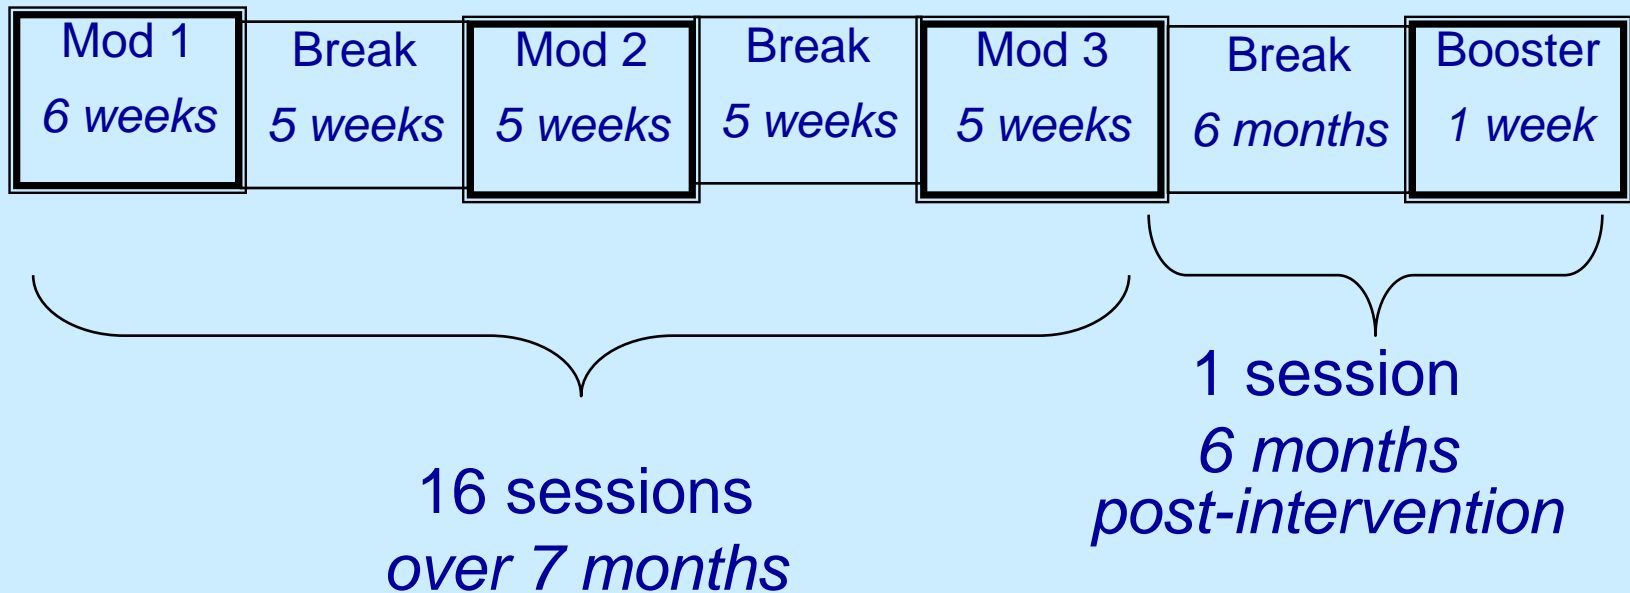 Mod 1
6 weeks
Break
5 weeks
Mod 2
5 weeks
Break
5 weeks
Mod 3
5 weeks
Break
6 months
Booster
1 week
16 sessions
over 7 months
1 session
6 months
post-intervention